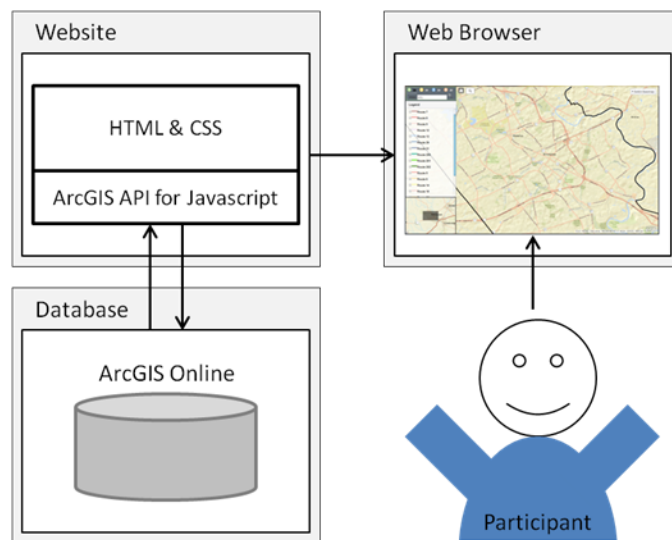 Website
HTML & CSS
ArcGIS API for Javascript
Database
ArcGIS Online
Web Browser
Participant